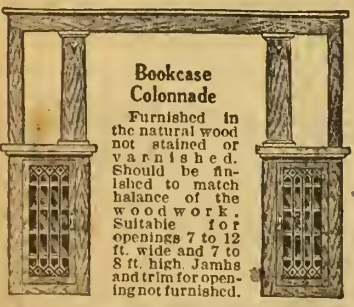 Bookcase
Colonnade
Furnished in
the natural wood
not stained or
varnished.
Should be fin-
ished to match
balance of the
woodwork.
Suitable for
openings 7 to 12
ft. wide and 7 to
8 ft. high. Jambs
and trim for open-
ing not furnished.